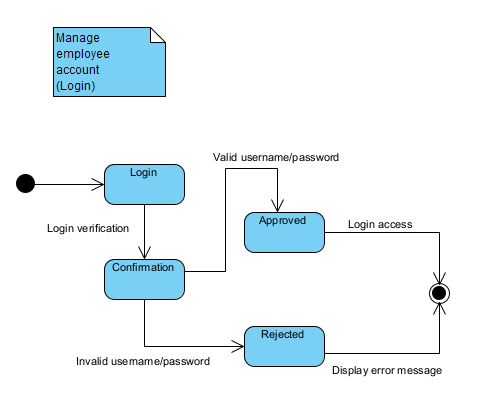 Manage
employee
account
(Login)
Valid username/password
Login
Approved
Login access
Login verification
Confirmation
Rejected
Invalid username/password
Display error message